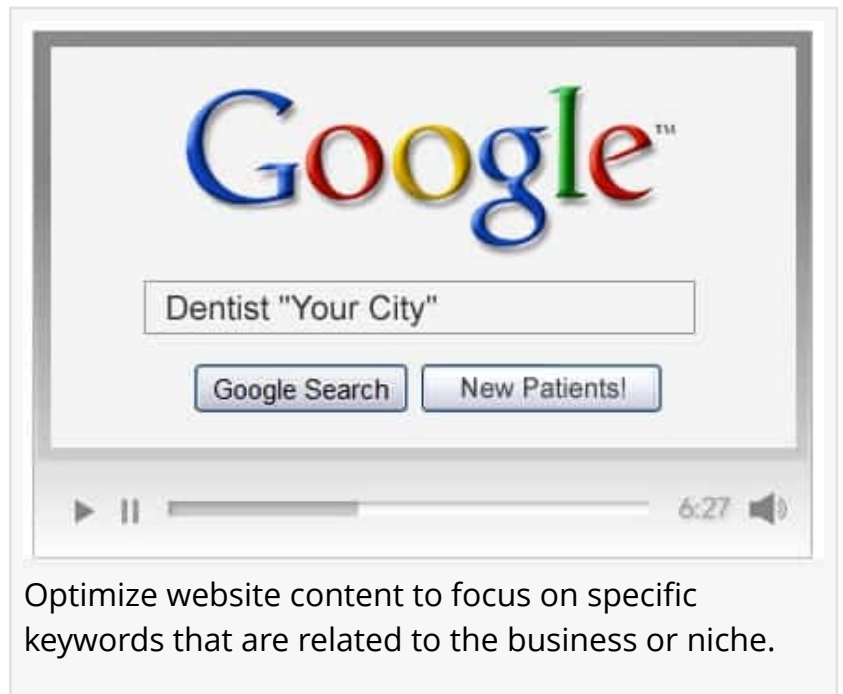 Google™
Dentist "Your City"
Google Search New Patients!
6:27
Optimize website content to focus on specific
keywords that are related to the business or niche.